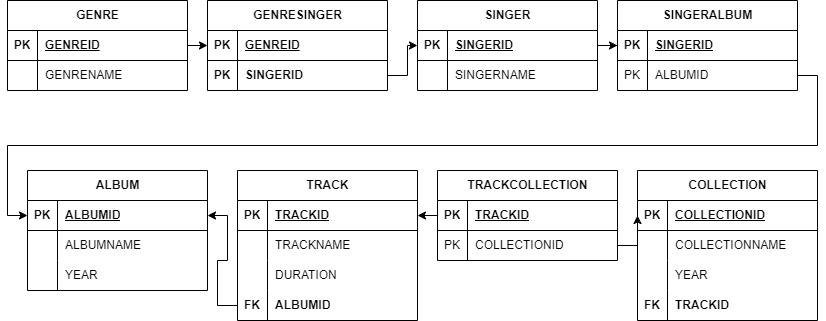 GENRE GENRESINGER SINGER SINGERALBUM
PK GENREID PK GENREID PK SINGERID PK SINGERID
GENRENAME PK SINGERID SINGERNAME PK ALBUMID
ALBUM TRACK TRACKCOLLECTION COLLECTION
PK ALBUMID PK TRACKID PK TRACKID PK COLLECTIONID
ALBUMNAME TRACKNAME PK COLLECTIONID COLLECTIONNAME
YEAR DURATION YEAR
FK ALBUMID FK TRACKID